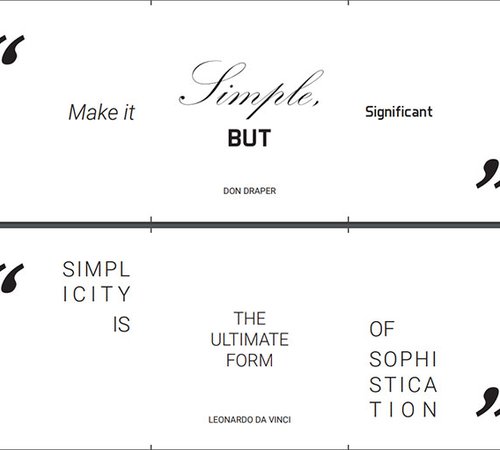 “
Make it
Simple,
BUT
Significant
DON DRAPER
”
“
SIMPL
ICITY
IS
THE
ULTIMATE
FORM
OF
SOPHI
STICA
TION
LEONARDO DA VINCI
”